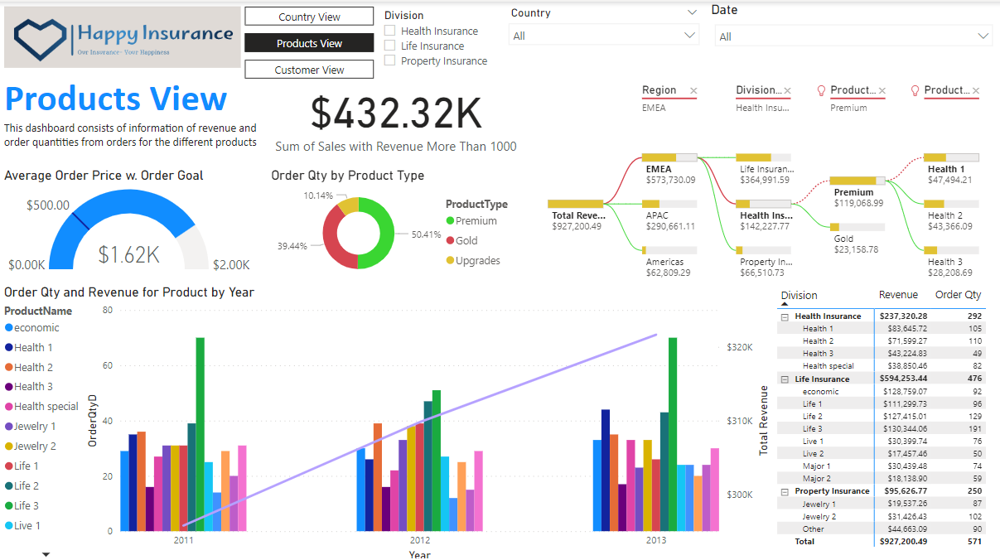 Happy Insurance
Our Insurance- Your Happiness
Country View
Products View
Customer View
Division
Health Insurance
Life Insurance
Property Insurance
Country
All
Date
All
Products View
This dashboard consists of information of revenue and
order quantities from orders for the different products
$432.32K
Sum of Sales with Revenue More Than 1000
Average Order Price w. Order Goal
$500.00
$1.62K
$0.00K
$2.00K
Order Qty by Product Type
10.14%
39.44%
50.41%
ProductType
Premium
Gold
Upgrades
Region
EMEA
Division...
Health Insu...
Product...
Premium
Product...
Total Reve...
$927,200.49
EMEA
$573,730.09
APAC
$290,661.11
Americas
$62,809.29
Life Insuran...
$364,991.59
Health Ins...
$142,227.77
Property In...
$66,510.73
Premium
$119,068.99
Gold
$23,158.78
Health 1
$47,494.21
Health 2
$43,366.09
Health 3
$28,208.69
Order Qty and Revenue for Product by Year
ProductName
economic
Health 1
Health 2
Health 3
Health special
Jewelry 1
Jewelry 2
Life 1
Life 2
Life 3
Live 1
OrderQtyD
80
60
40
20
0
2011
2012
2013
Year
$320K
$310K
$300K
Total Revenue
Division Revenue Order Qty
Health Insurance $237,320.28 292
Health 1 $83,645.72 105
Health 2 $71,599.27 110
Health 3 $43,224.83 49
Health special $38,850.46 82
Life Insurance $594,253.44 476
economic $128,759.07 92
Life 1 $111,299.73 96
Life 2 $127,415.01 129
Life 3 $130,344.06 191
Live 1 $30,399.74 76
Live 2 $17,457.46 50
Major 1 $30,439.48 74
Major 2 $18,138.90 59
Property Insurance $95,626.77 250
Jewelry 1 $19,537.26 87
Jewelry 2 $31,426.43 102
Other $44,663.09 90
Total $927,200.49 571